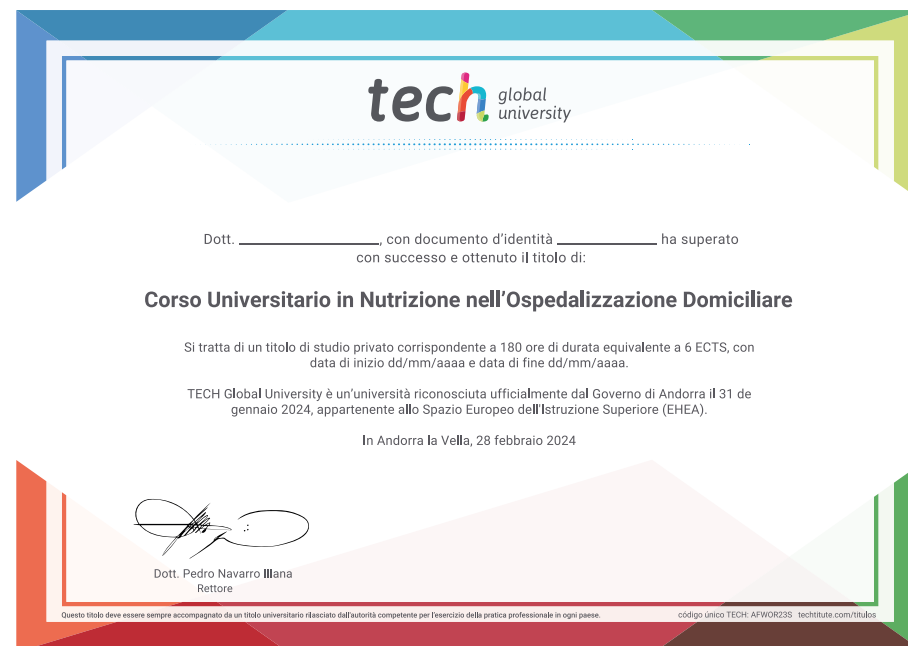 tech global university
Dott. ____________, con documento d'identità _________ ha superato
con successo e ottenuto il titolo di:
Corso Universitario in Nutrizione nell'Ospedalizzazione Domiciliare
Si tratta di un titolo di studio privato corrispondente a 180 ore di durata equivalente a 6 ECTS, con
data di inizio dd/mm/aaaa e data di fine dd/mm/aaaa.
TECH Global University è un'università riconosciuta ufficialmente dal Governo di Andorra il 31 de
gennaio 2024, appartenente allo Spazio Europeo dell'Istruzione Superiore (EHEA).
In Andorra la Vella, 28 febbraio 2024
Dott. Pedro Navarro Illana
Rettore
Questo titolo deve essere sempre accompagnato da un titolo universitario rilasciato dall'autorità competente per l'esercizio della pratica professionale in ogni paese.
código único TECH: AFWOR23S techtitute.com/titulos